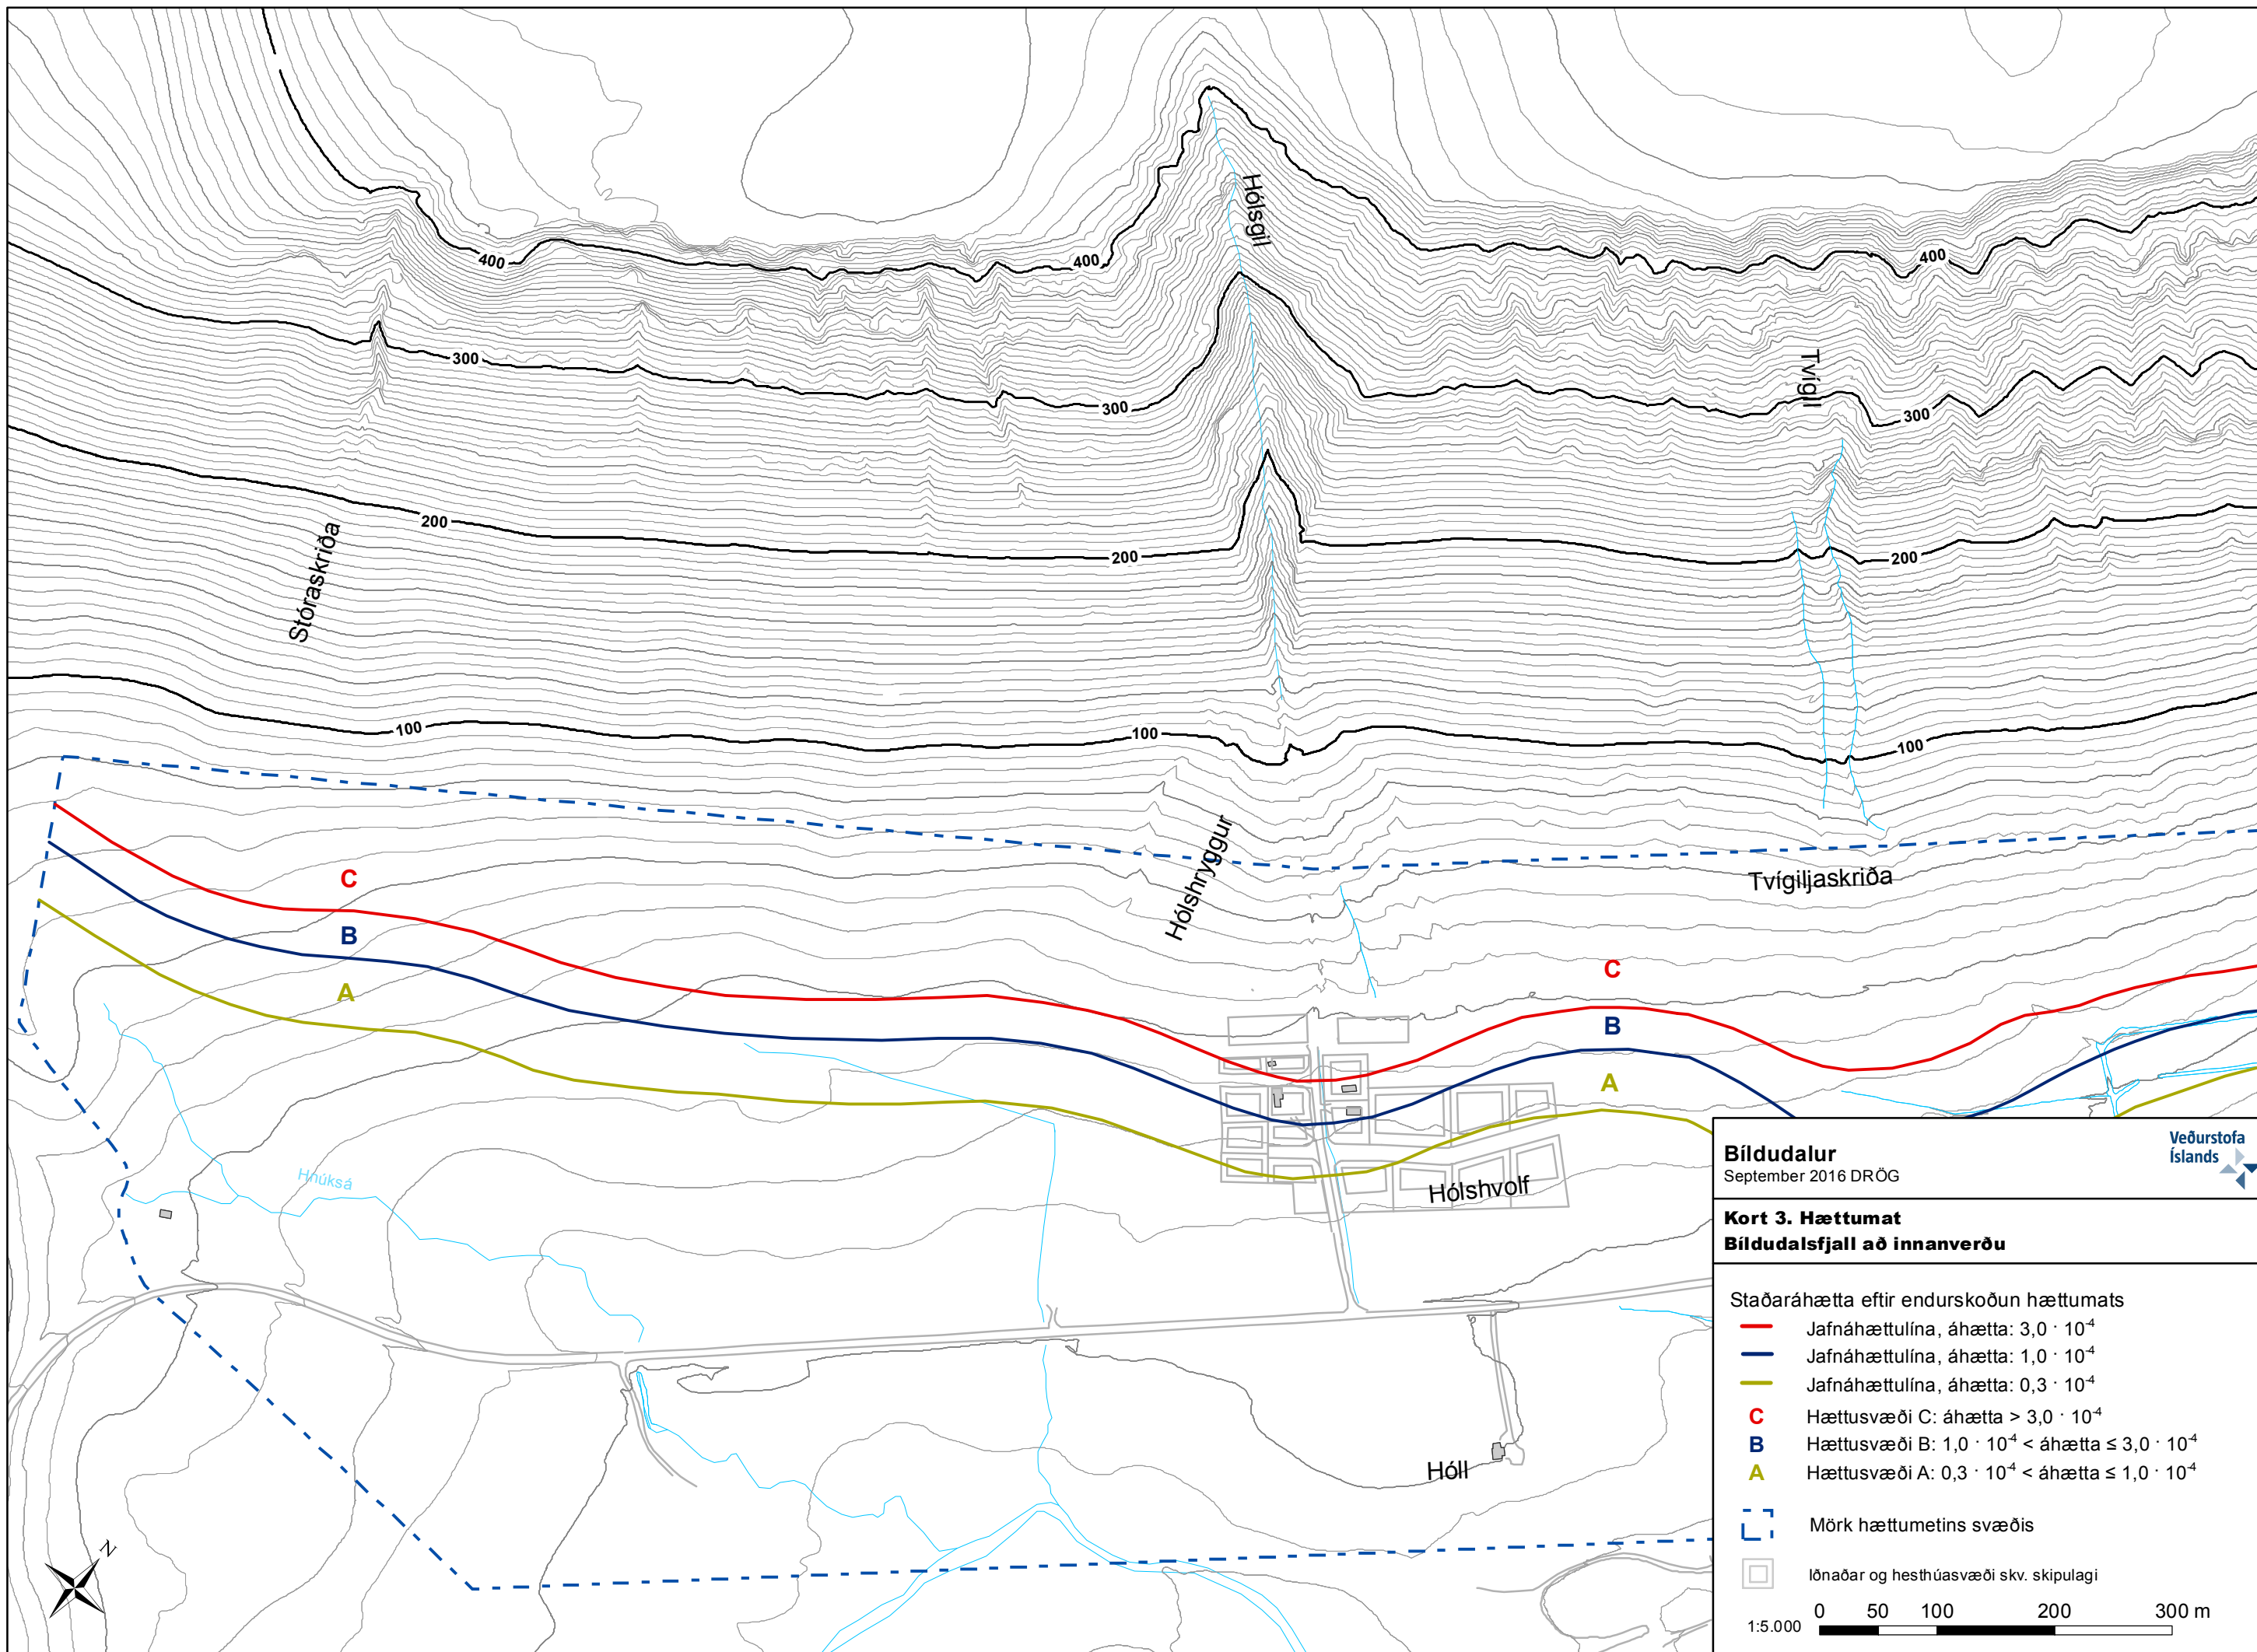 Hólsgil
400
400
400
Tvígil
300
300
300
200
200
200
Stóraskriða
100
100
100
Hólshryggur
Tvígiljaskriða
C
B
A
C
B
A
Hnúksá
Hólshvolf
Hóll
N
Bíldudalur
September 2016 DRÖG
Veðurstofa
Íslands
Kort 3. Hættumat
Bíldudalsfjall að innanverðu
Staðaráhætta eftir endurskoðun hættumats
Jafnáhættulína, áhætta: 3,0 · 10⁻⁴
Jafnáhættulína, áhætta: 1,0 · 10⁻⁴
Jafnáhættulína, áhætta: 0,3 · 10⁻⁴
C Hættusvæði C: áhætta > 3,0 · 10⁻⁴
B Hættusvæði B: 1,0 · 10⁻⁴ < áhætta ≤ 3,0 · 10⁻⁴
A Hættusvæði A: 0,3 · 10⁻⁴ < áhætta ≤ 1,0 · 10⁻⁴
Mörk hættumetins svæðis
Iðnaðar og hesthúasvæði skv. skipulagi
1:5.000
0 50 100 200 300 m